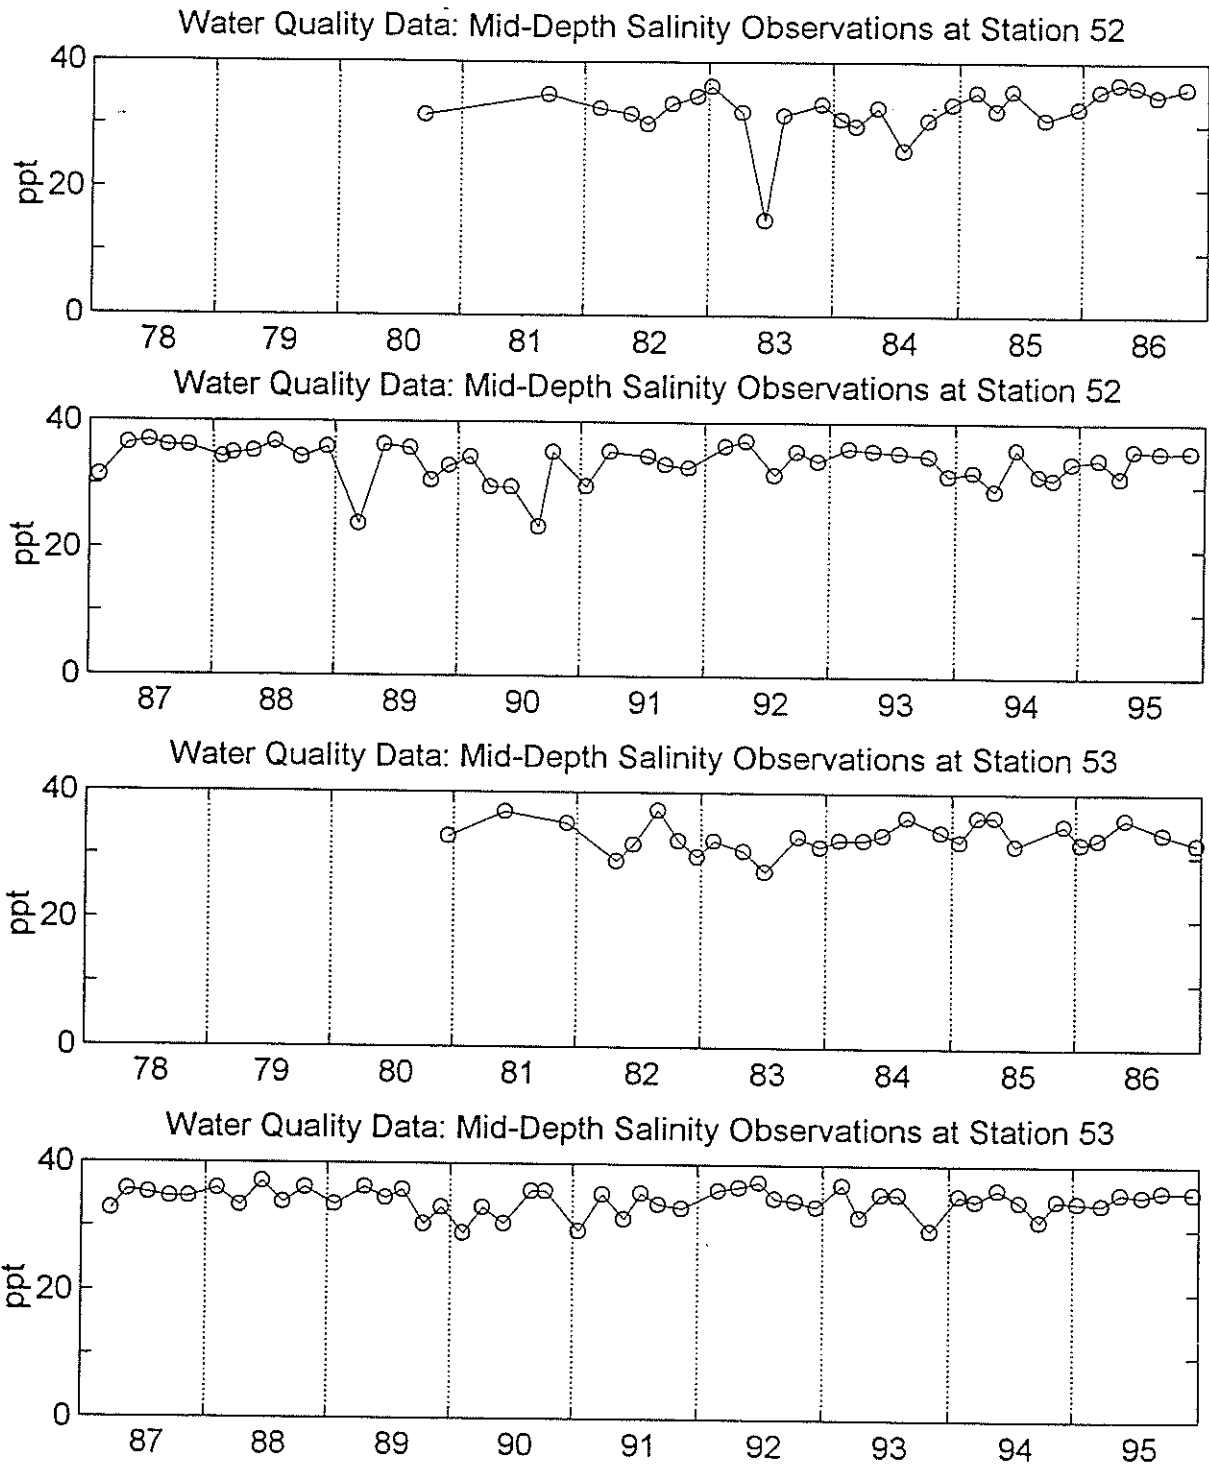 Water Quality Data: Mid-Depth Salinity Observations at Station 52
40
20
0
ppt
78 79 80 81 82 83 84 85 86
Water Quality Data: Mid-Depth Salinity Observations at Station 52
40
20
0
ppt
87 88 89 90 91 92 93 94 95
Water Quality Data: Mid-Depth Salinity Observations at Station 53
40
20
0
ppt
78 79 80 81 82 83 84 85 86
Water Quality Data: Mid-Depth Salinity Observations at Station 53
40
20
0
ppt
87 88 89 90 91 92 93 94 95